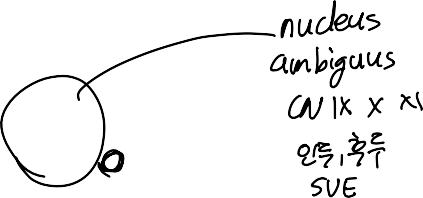 nucleus
ambiguus
CN IX X XI
인두, 후두
SVE